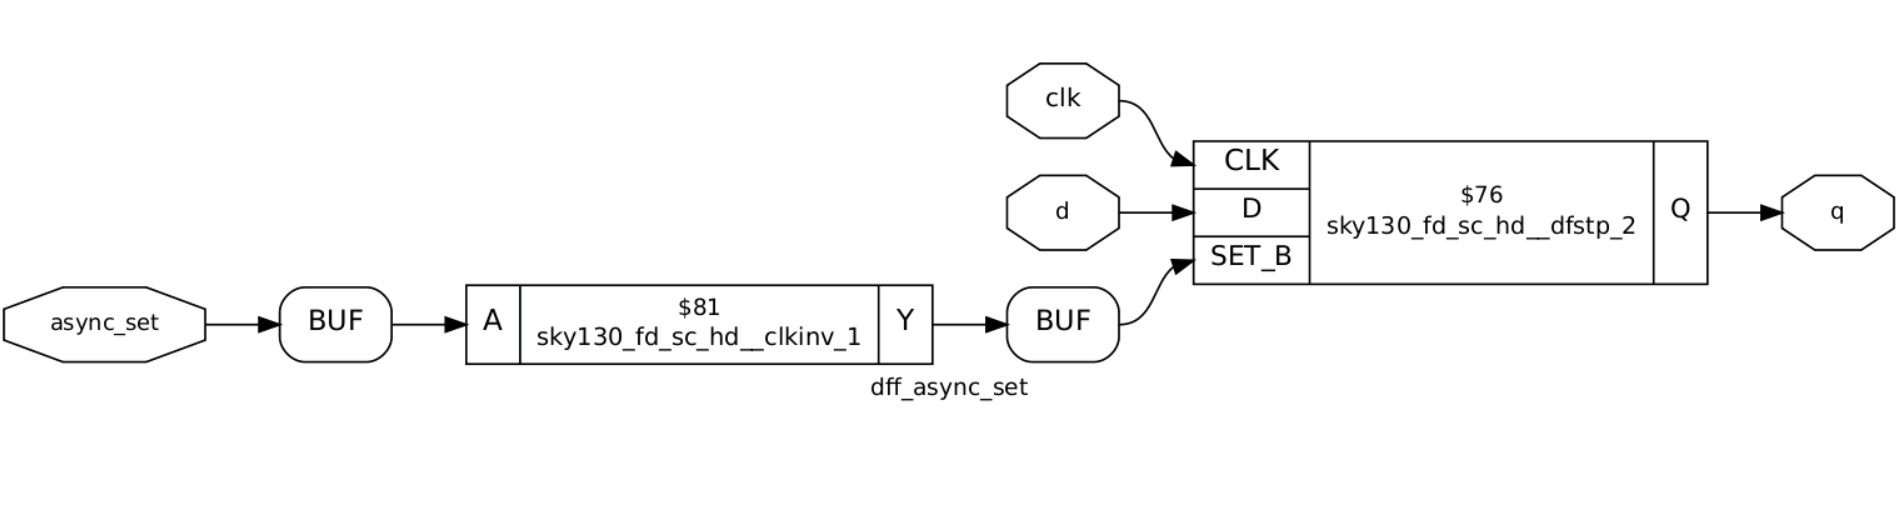 clk
CLK
$76
d
D
sky130_fd_sc_hd__dfstp_2
Q
q
SET_B
async_set
BUF
A
$81
sky130_fd_sc_hd__clkinv_1
Y
BUF
dff_async_set